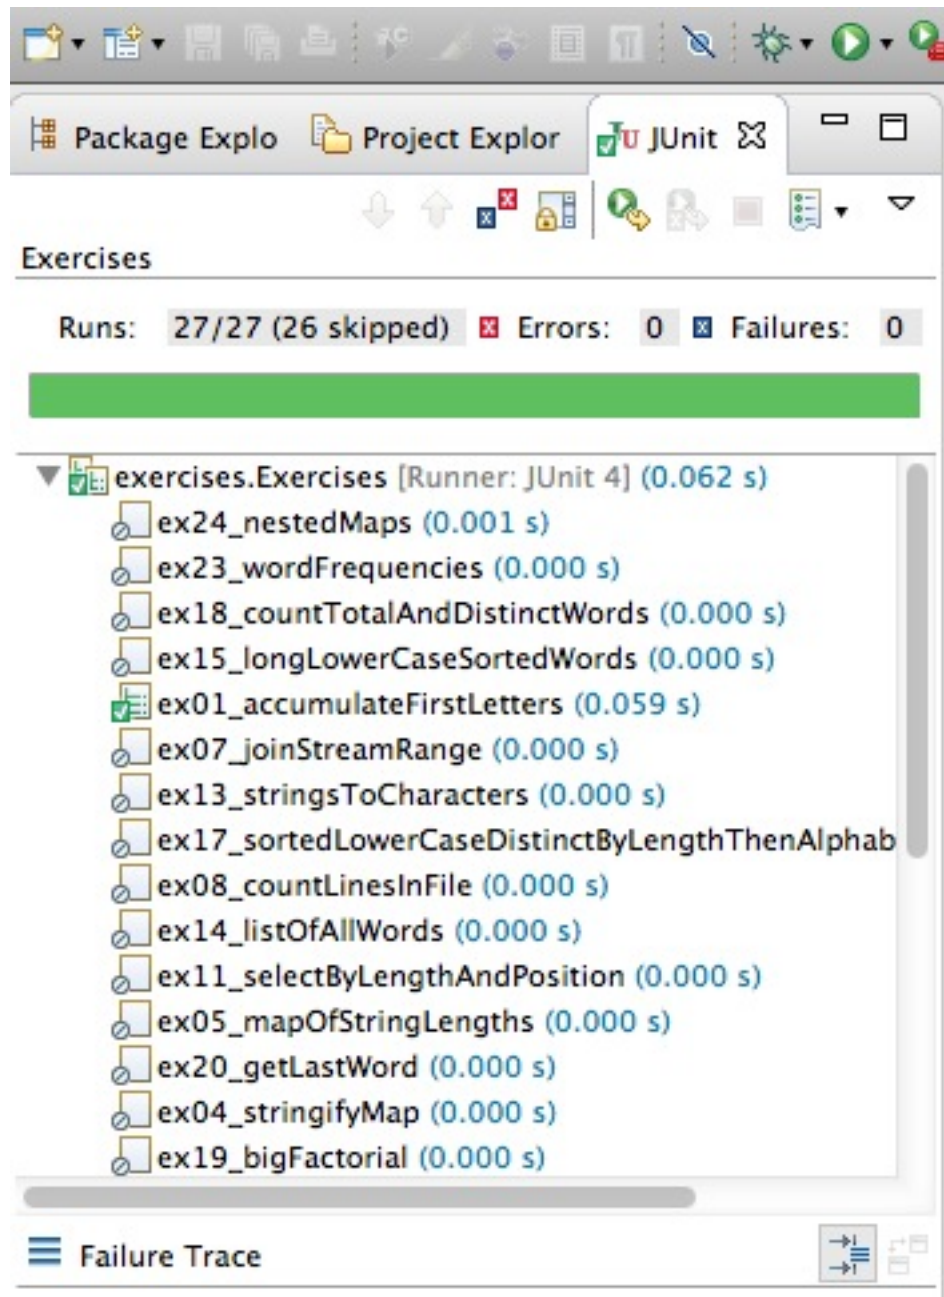 Package Explo Project Explor JUnit
Exercises
Runs: 27/27 (26 skipped) Errors: 0 Failures: 0
exercises.Exercises [Runner: JUnit 4] (0.062 s)
ex24_nestedMaps (0.001 s)
ex23_wordFrequencies (0.000 s)
ex18_countTotalAndDistinctWords (0.000 s)
ex15_longLowerCaseSortedWords (0.000 s)
ex01_accumulateFirstLetters (0.059 s)
ex07_joinStreamRange (0.000 s)
ex13_stringsToCharacters (0.000 s)
ex17_sortedLowerCaseDistinctByLengthThenAlphab
ex08_countLinesInFile (0.000 s)
ex14_listOfAllWords (0.000 s)
ex11_selectByLengthAndPosition (0.000 s)
ex05_mapOfStringLengths (0.000 s)
ex20_getLastWord (0.000 s)
ex04_stringifyMap (0.000 s)
ex19_bigFactorial (0.000 s)
Failure Trace